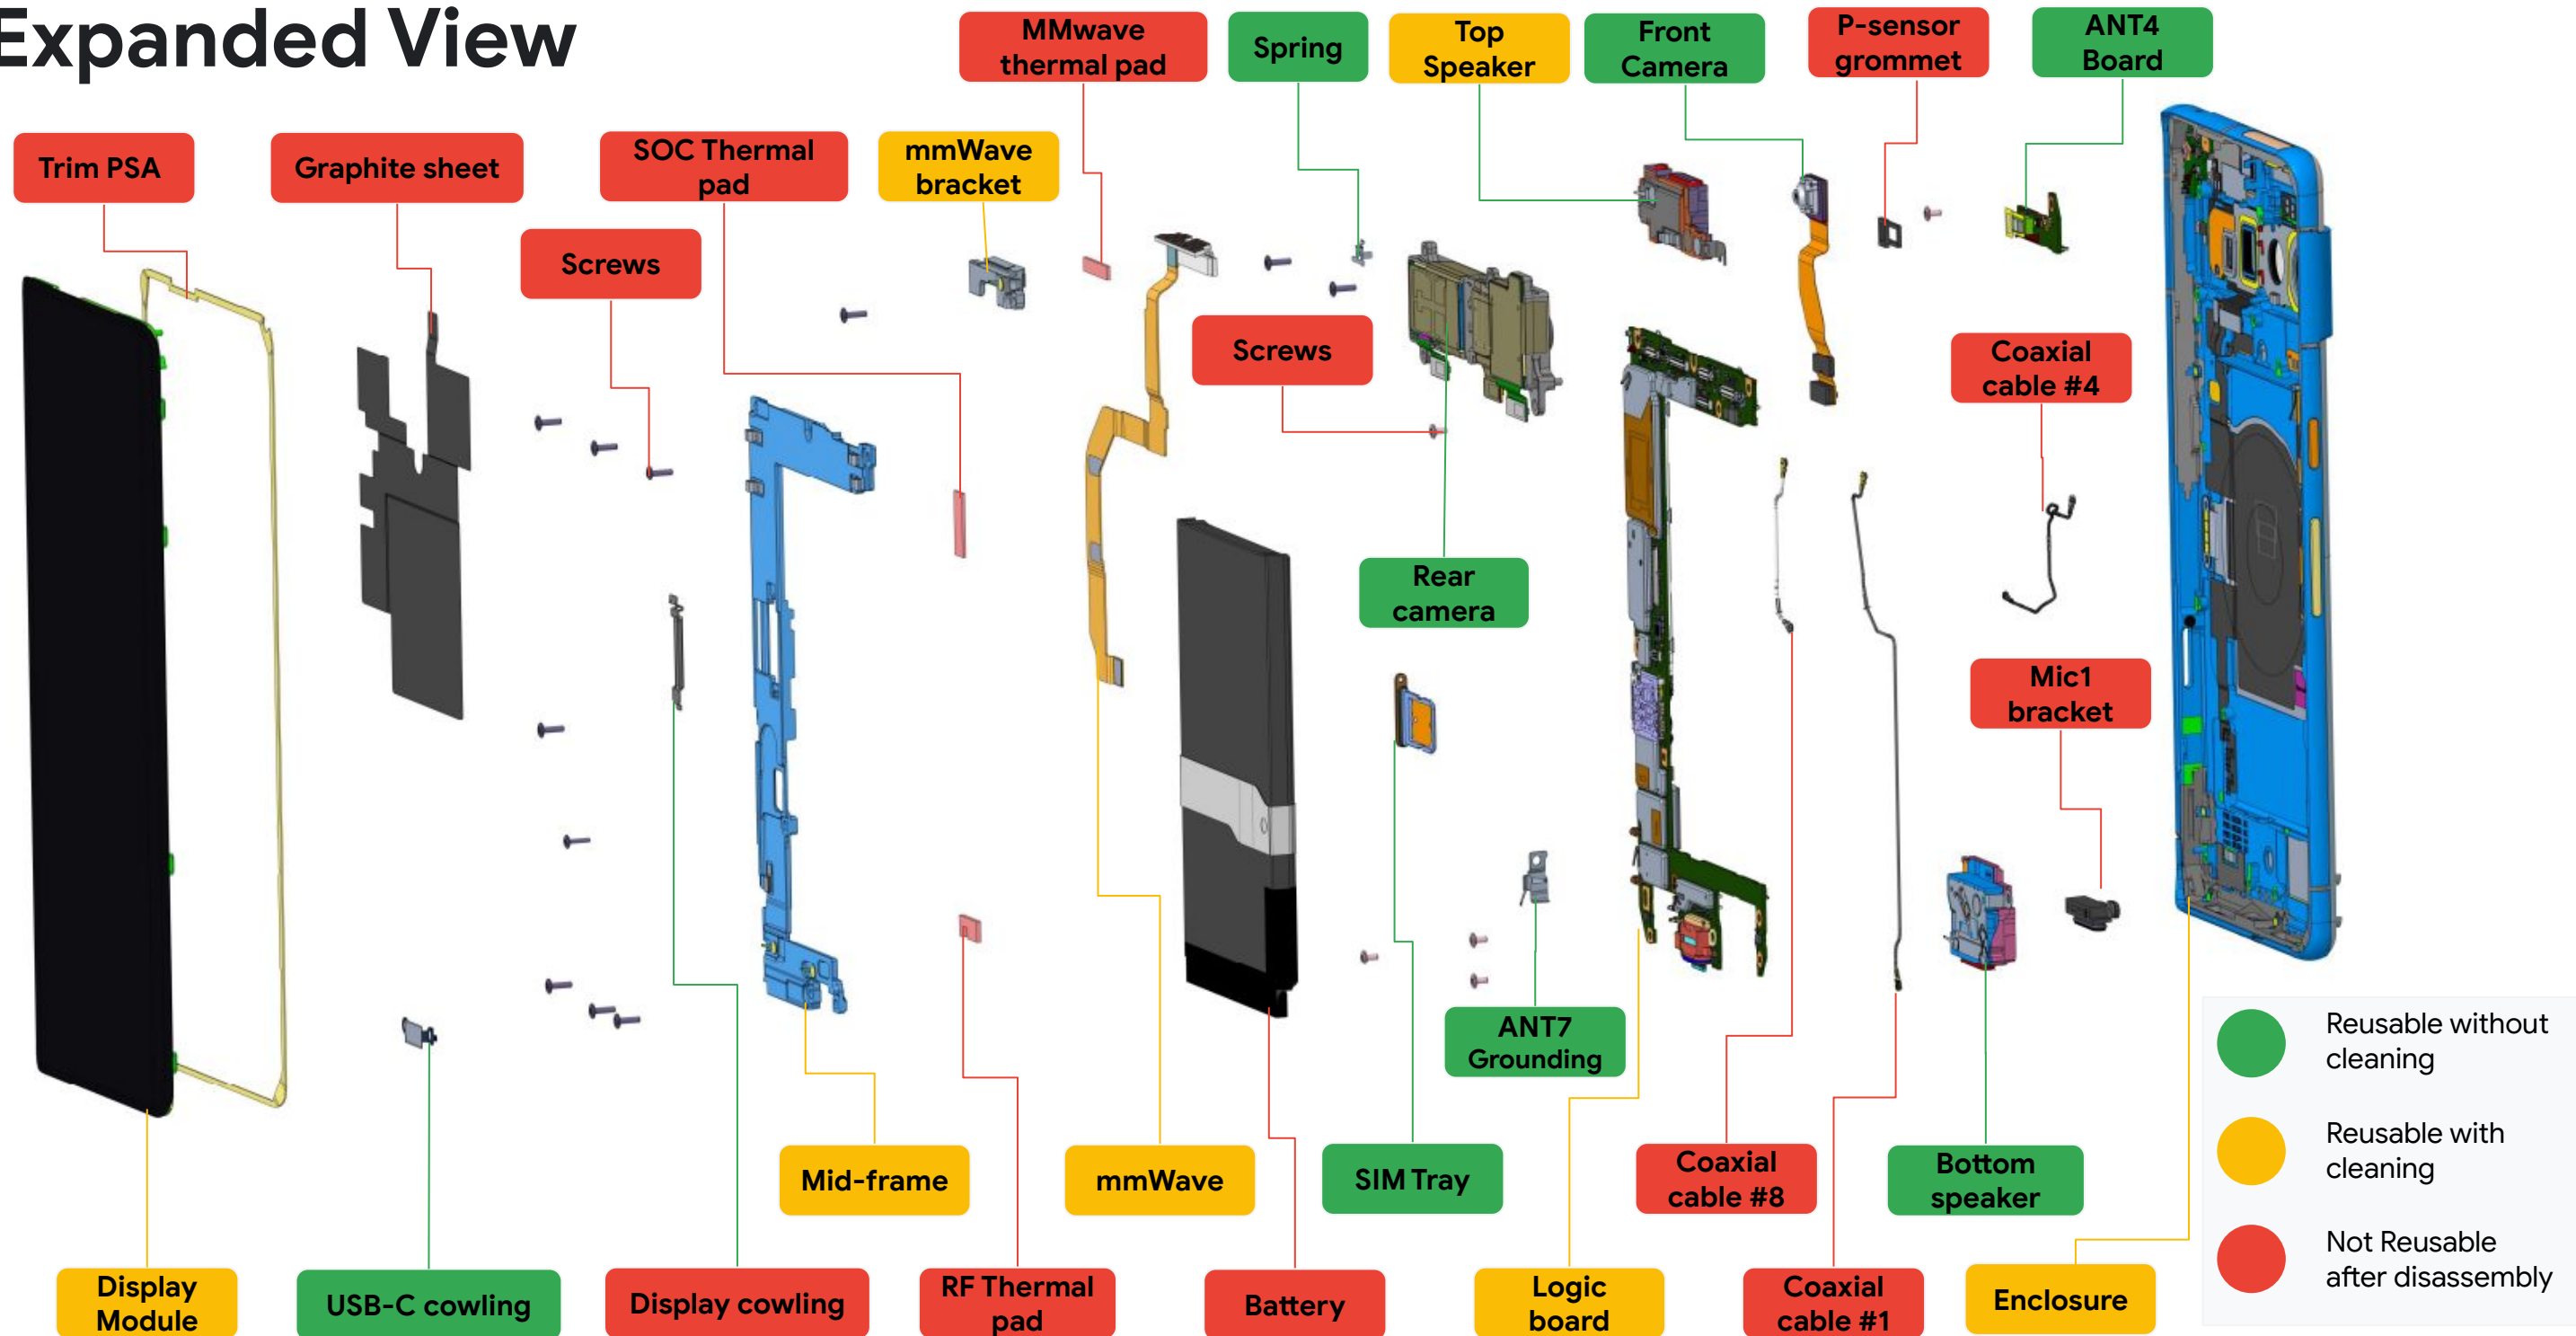 Expanded View
MMwave
thermal pad
Spring
Top
Speaker
Front
Camera
P-sensor
grommet
ANT4
Board
Trim PSA
Graphite sheet
SOC Thermal
pad
mmWave
bracket
Screws
Screws
Coaxial
cable #4
Rear
camera
Mic1
bracket
ANT7
Grounding
Mid-frame
mmWave
SIM Tray
Coaxial
cable #8
Bottom
speaker
Display
Module
USB-C cowling
Display cowling
RF Thermal
pad
Battery
Logic
board
Coaxial
cable #1
Enclosure
Reusable without
cleaning
Reusable with
cleaning
Not Reusable
after disassembly